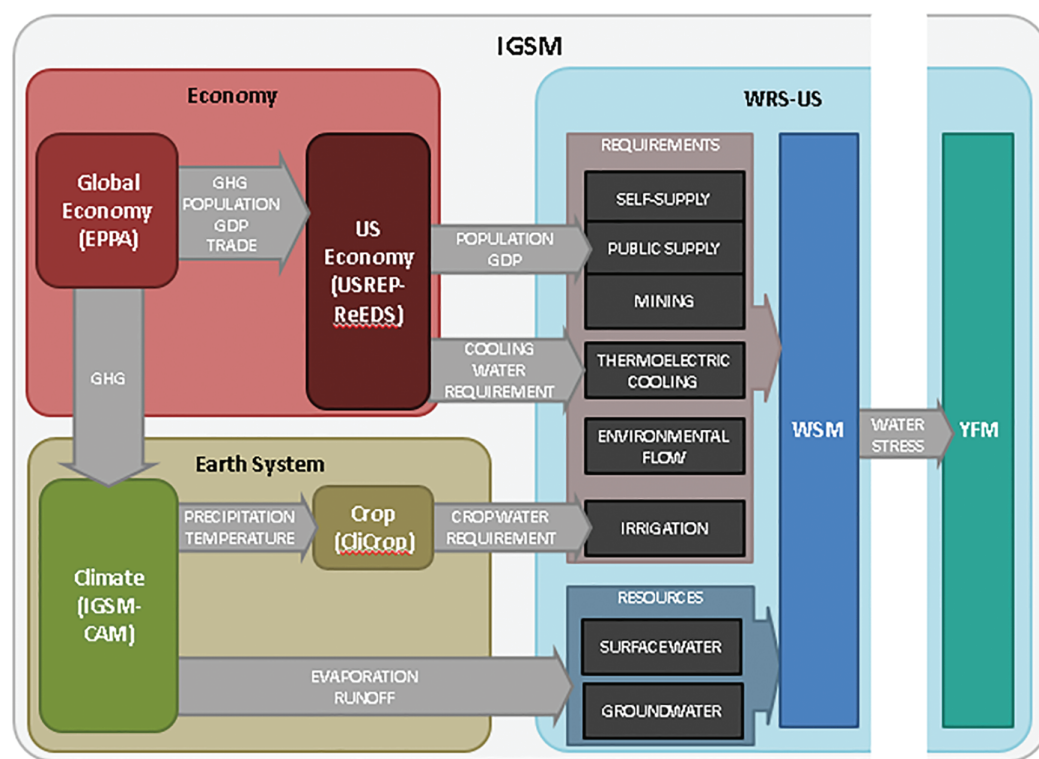 IGSM
Economy
Global
Economy
(EPPA)
GHG
POPULATION
GDP
TRADE
US
Economy
(USREP-
ReEDS)
POPULATION
GDP
COOLING
WATER
REQUIREMENT
GHG
Earth System
Climate
(IGSM-
CAM)
PRECIPITATION
TEMPERATURE
Crop
(CliCrop)
CROP WATER
REQUIREMENT
EVAPORATION
RUNOFF
WRS-US
REQUIREMENTS
SELF-SUPPLY
PUBLIC SUPPLY
MINING
THERMOELECTRIC
COOLING
ENVIRONMENTAL
FLOW
IRRIGATION
RESOURCES
SURFACE WATER
GROUNDWATER
WSM
WATER
STRESS
YFM